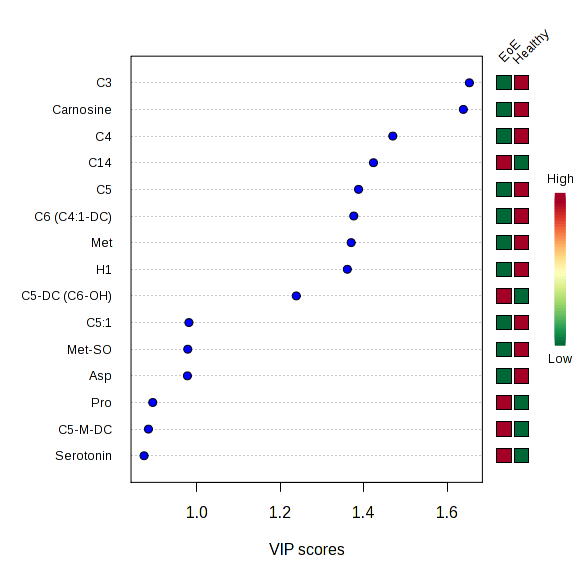 EoE
Healthy
C3
Carnosine
C4
C14
C5
C6 (C4:1-DC)
Met
H1
C5-DC (C6-OH)
C5:1
Met-SO
Asp
Pro
C5-M-DC
Serotonin
High
Low
1.0 1.2 1.4 1.6
VIP scores